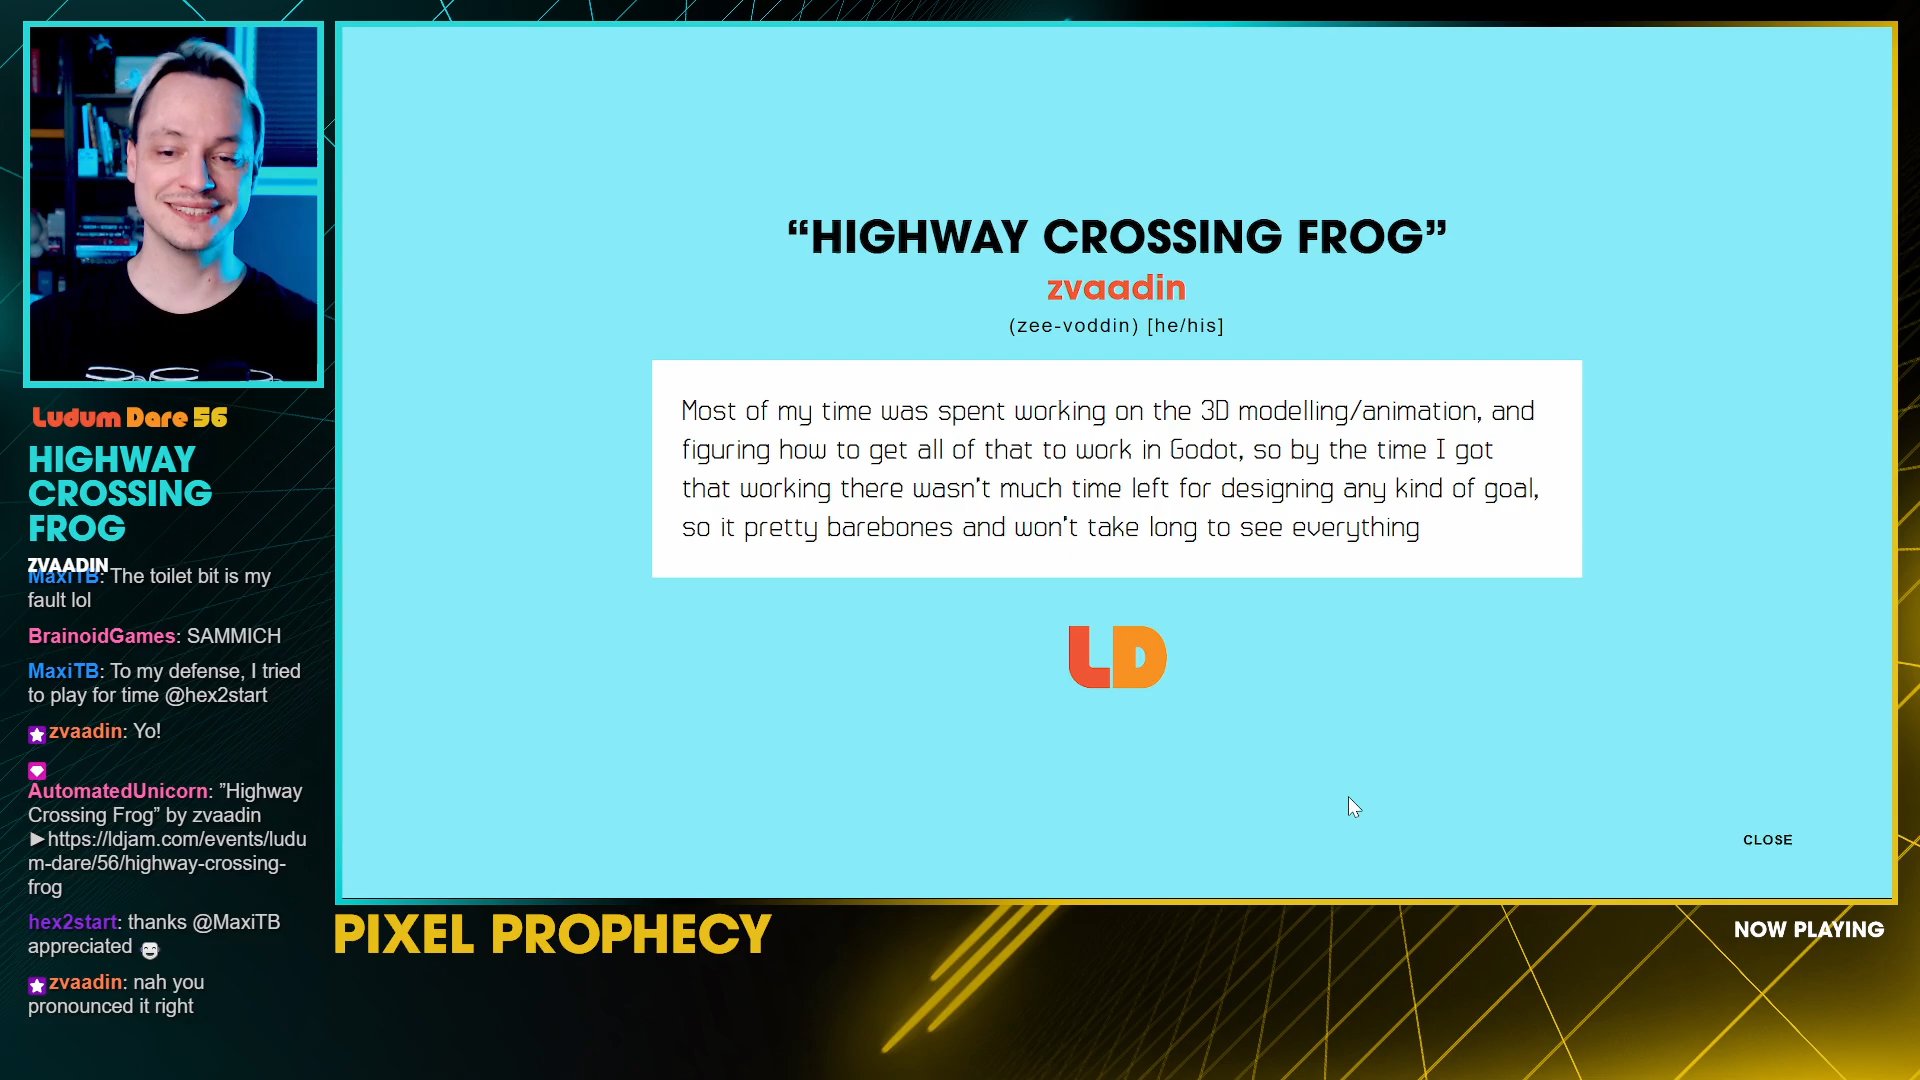 “HIGHWAY CROSSING FROG”
zvaadin
(zee-voddin) [he/his]
Most of my time was spent working on the 3D modelling/animation, and
figuring how to get all of that to work in Godot, so by the time I got
that working there wasn't much time left for designing any kind of goal,
so it pretty barebones and won't take long to see everything
LD
CLOSE
Ludum Dare 56
HIGHWAY
CROSSING
FROG
ZVAADIN
MaxiTB: The toilet bit is my
fault lol
BrainoidGames: SAMMICH
MaxiTB: To my defense, I tried
to play for time @hex2start
zvaadin: Yo!
AutomatedUnicorn: ”Highway
Crossing Frog” by zvaadin
►https://ldjam.com/events/ludu
m-dare/56/highway-crossing-
frog
hex2start: thanks @MaxiTB
appreciated
zvaadin: nah you
pronounced it right
PIXEL PROPHECY
NOW PLAYING